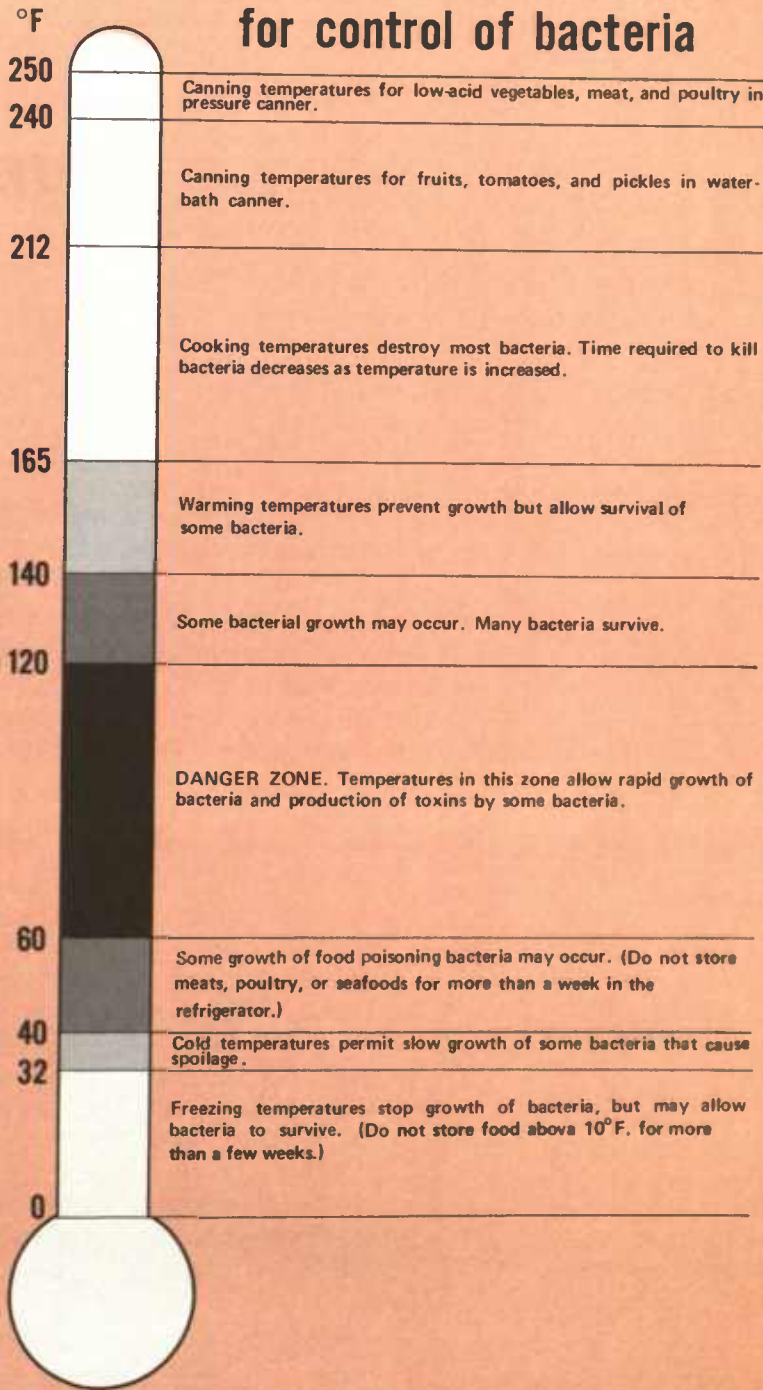 °F
for control of bacteria
250
Canning temperatures for low-acid vegetables, meat, and poultry in
pressure canner.
240
Canning temperatures for fruits, tomatoes, and pickles in water-
bath canner.
212
Cooking temperatures destroy most bacteria. Time required to kill
bacteria decreases as temperature is increased.
165
Warming temperatures prevent growth but allow survival of
some bacteria.
140
Some bacterial growth may occur. Many bacteria survive.
120
DANGER ZONE. Temperatures in this zone allow rapid growth of
bacteria and production of toxins by some bacteria.
60
Some growth of food poisoning bacteria may occur. (Do not store
meats, poultry, or seafoods for more than a week in the
refrigerator.)
40
Cold temperatures permit slow growth of some bacteria that cause
spoilage.
32
Freezing temperatures stop growth of bacteria, but may allow
bacteria to survive. (Do not store food abova 10°F. for more
than a few weeks.)
0